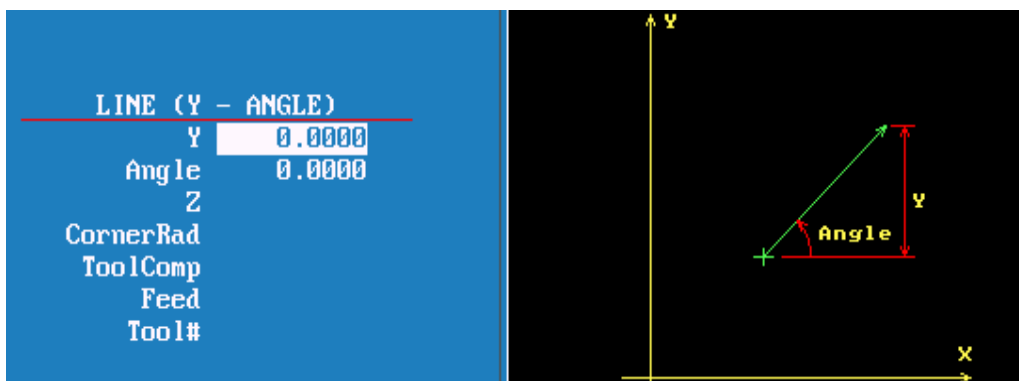 LINE (Y - ANGLE)
Y 0.0000
Angle 0.0000
Z
CornerRad
ToolComp
Feed
Tool#
Y
Y
Angle
X